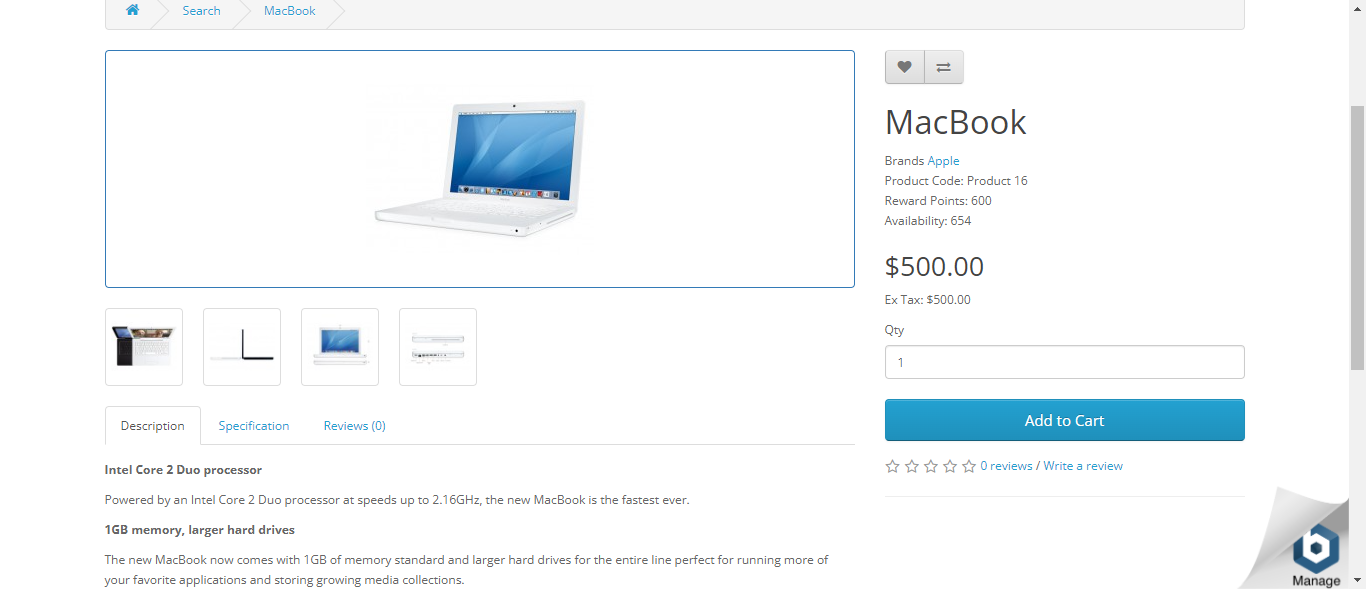 Search
MacBook
MacBook
Brands Apple
Product Code: Product 16
Reward Points: 600
Availability: 654
$500.00
Ex Tax: $500.00
Qty
1
Add to Cart
0 reviews / Write a review
Description
Specification
Reviews (0)
Intel Core 2 Duo processor
Powered by an Intel Core 2 Duo processor at speeds up to 2.16GHz, the new MacBook is the fastest ever.
1GB memory, larger hard drives
The new MacBook now comes with 1GB of memory standard and larger hard drives for the entire line perfect for running more of
your favorite applications and storing growing media collections.
Manage